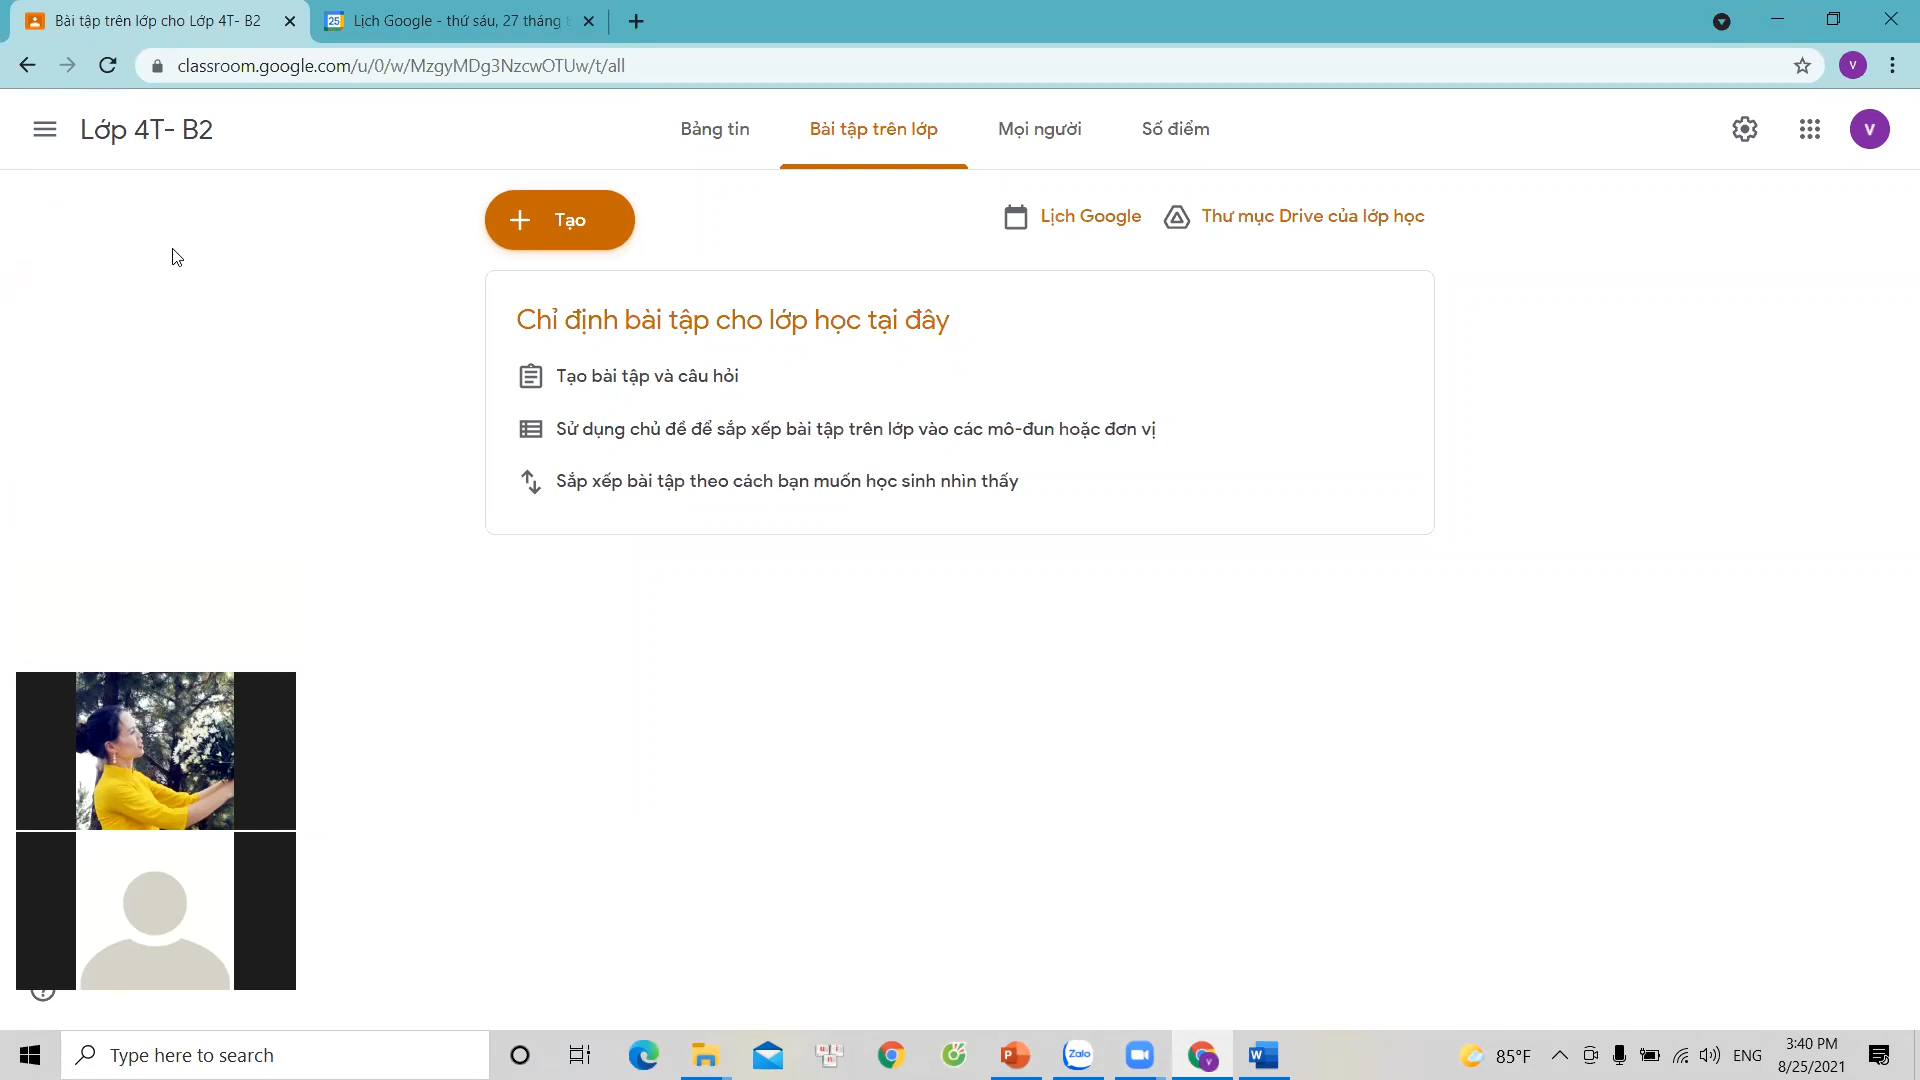 Bài tập trên lớp cho Lớp 4T- B2
Lịch Google - thứ sáu, 27 tháng
classroom.google.com/u/0/w/MzgyMDg3NzcwOTUw/t/all
V
Lớp 4T- B2
Bảng tin
Bài tập trên lớp
Mọi người
Số điểm
V
Tạo
Lịch Google
Thư mục Drive của lớp học
Chỉ định bài tập cho lớp học tại đây
Tạo bài tập và câu hỏi
Sử dụng chủ đề để sắp xếp bài tập trên lớp vào các mô-đun hoặc đơn vị
Sắp xếp bài tập theo cách bạn muốn học sinh nhìn thấy
Type here to search
Zalo
85°F
ENG
3:40 PM
8/25/2021